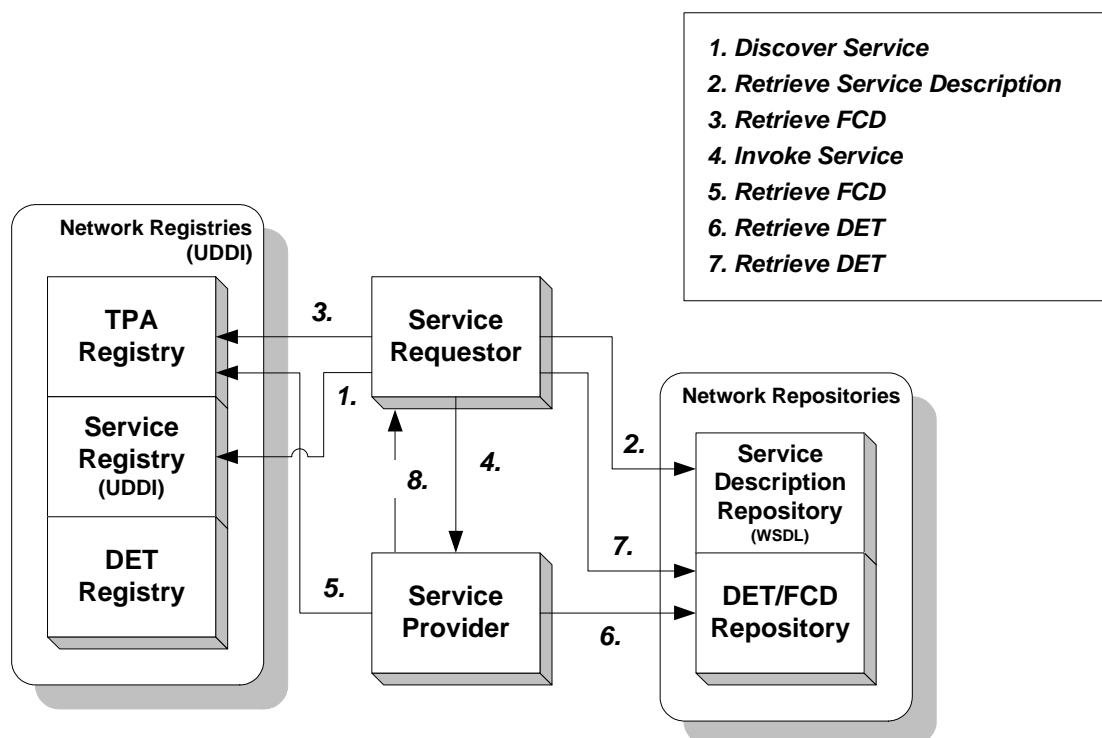 1. Discover Service
2. Retrieve Service Description
3. Retrieve FCD
4. Invoke Service
5. Retrieve FCD
6. Retrieve DET
7. Retrieve DET
Network Registries
(UDDI)
TPA
Registry
Service
Registry
(UDDI)
DET
Registry
3.
1.
Service
Requestor
8.
4.
5.
Service
Provider
2.
7.
6.
Network Repositories
Service
Description
Repository
(WSDL)
DET/FCD
Repository